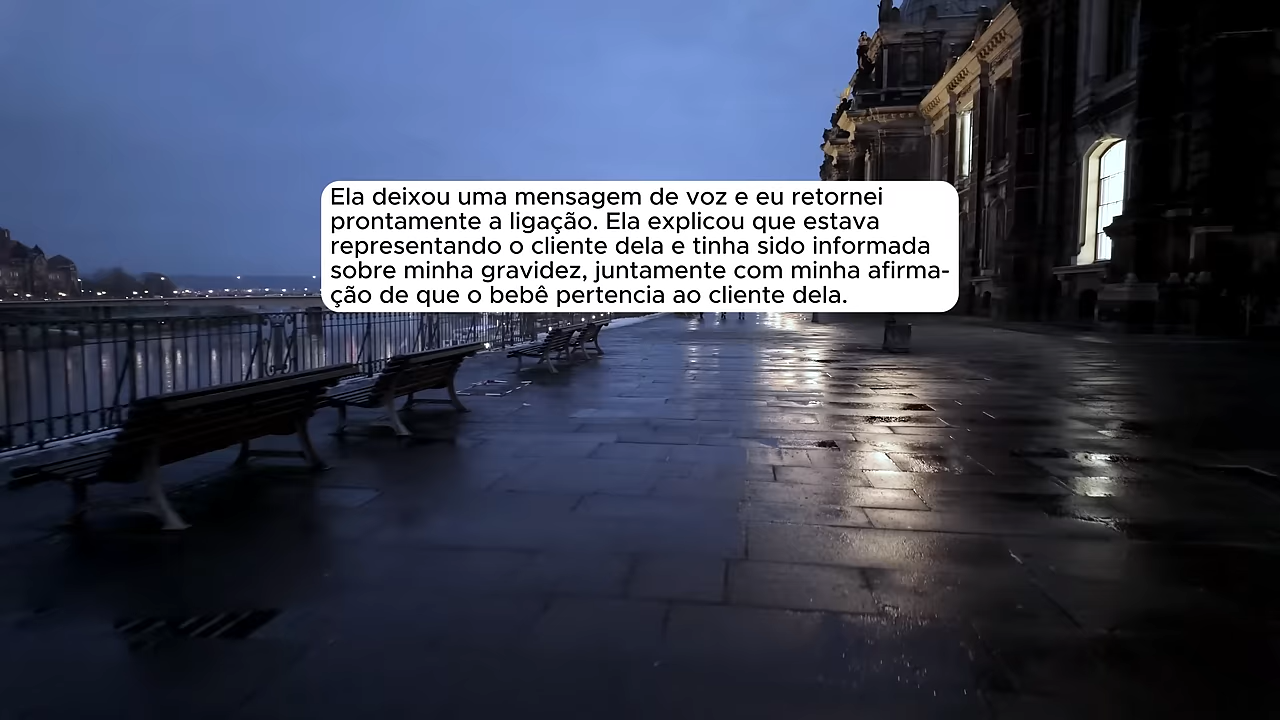 Ela deixou uma mensagem de voz e eu retornei
prontamente a ligação. Ela explicou que estava
representando o cliente dela e tinha sido informada
sobre minha gravidez, juntamente com minha afirma-
ção de que o bebê pertencia ao cliente dela.